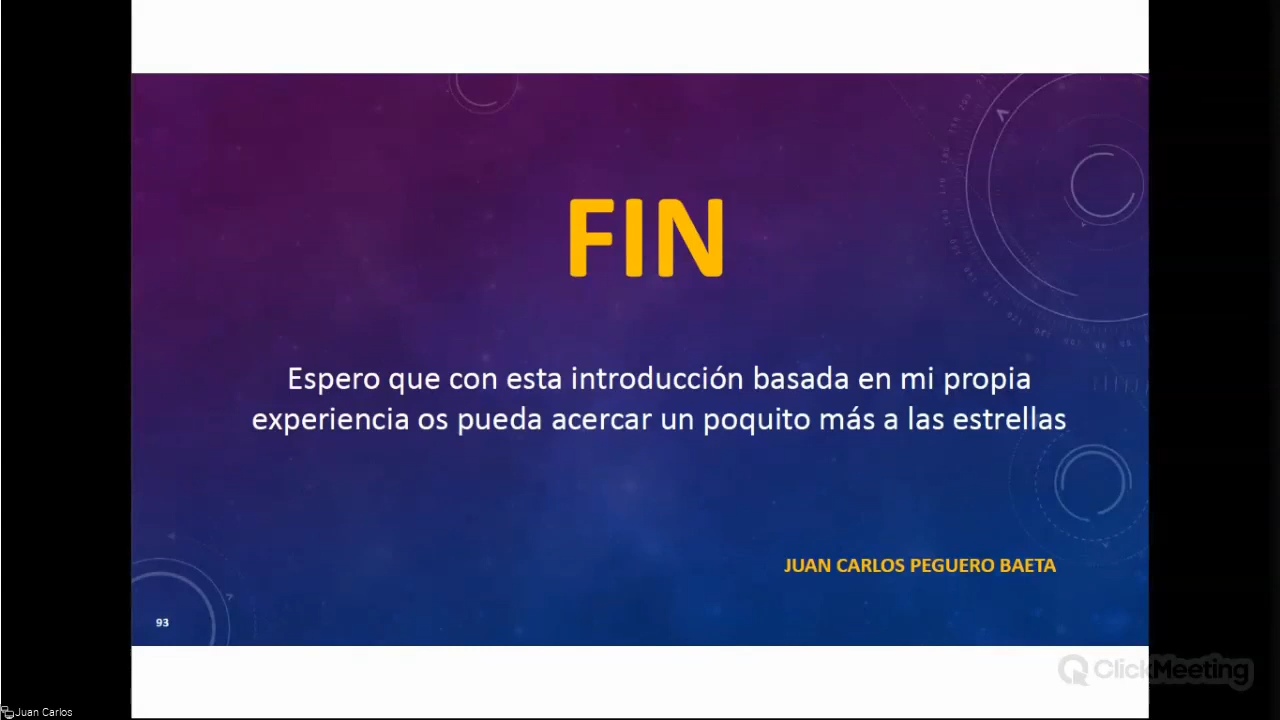 FIN
Espero que con esta introducción basada en mi propia
experiencia os pueda acercar un poquito más a las estrellas
JUAN CARLOS PEGUERO BAETA
93
ClickMeeting
Juan Carlos